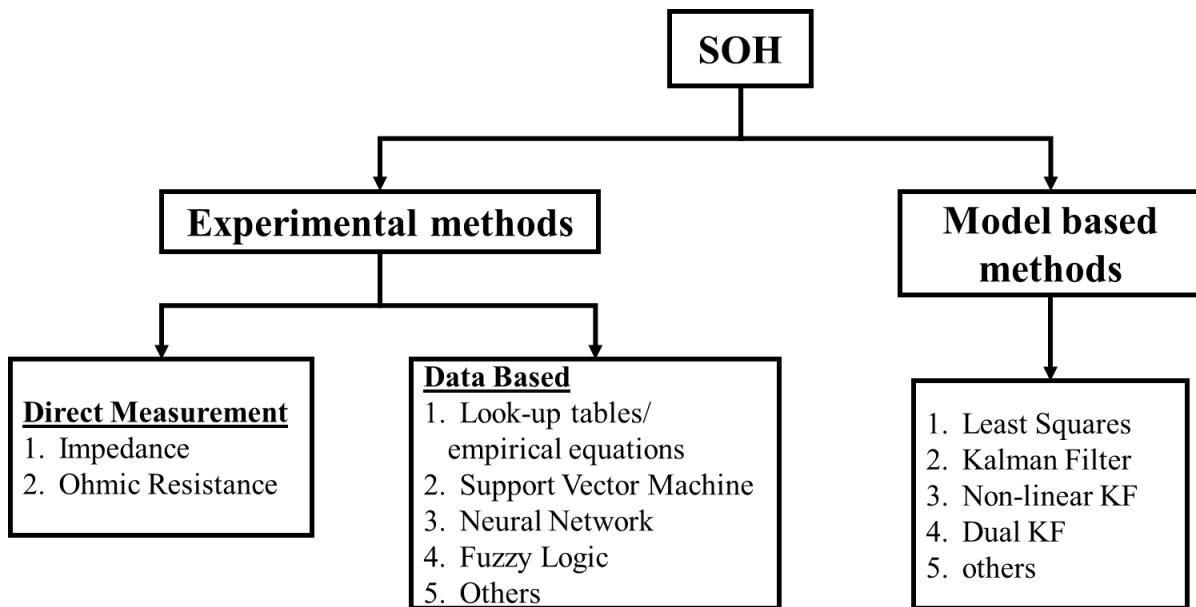 SOH
Experimental methods
Model based
methods
Direct Measurement
1. Impedance
2. Ohmic Resistance
Data Based
1. Look-up tables/
empirical equations
2. Support Vector Machine
3. Neural Network
4. Fuzzy Logic
5. Others
1. Least Squares
2. Kalman Filter
3. Non-linear KF
4. Dual KF
5. others